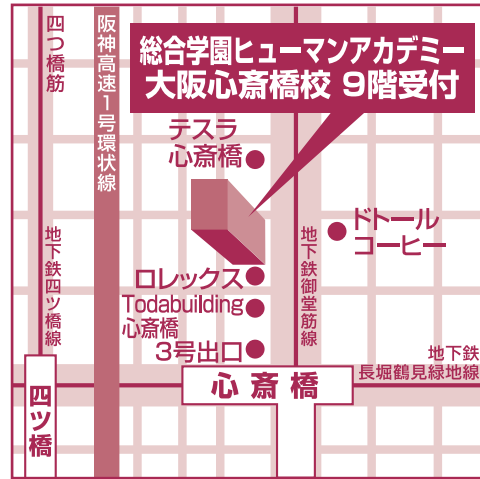 総合学園ヒューマンアカデミー
大阪心斎橋校 9階受付
四つ橋筋
阪神高速1号環状線
テスラ
心斎橋
ドトール
コーヒー
地下鉄四ツ橋線
地下鉄御堂筋線
ロレックス
Todabuilding
心斎橋
3号出口
地下鉄
長堀鶴見緑地線
四ツ橋
心斎橋